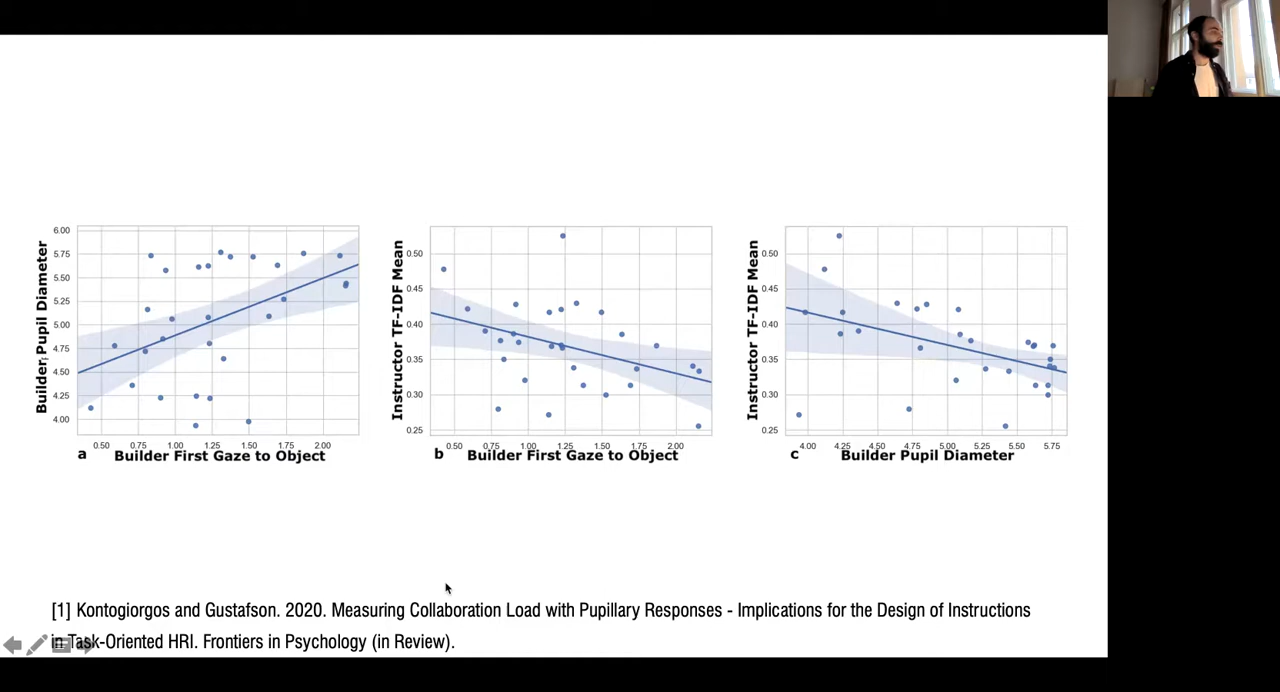 6.00
5.75
5.50
5.25
5.00
4.75
4.50
4.25
4.00
Builder Pupil Diameter
0.50 0.75 1.00 1.25 1.50 1.75 2.00
a Builder First Gaze to Object
0.50
0.45
0.40
0.35
0.30
0.25
Instructor TF-IDF Mean
0.50 0.75 1.00 1.25 1.50 1.75 2.00
b Builder First Gaze to Object
0.50
0.45
0.40
0.35
0.30
0.25
Instructor TF-IDF Mean
4.00 4.25 4.50 4.75 5.00 5.25 5.50 5.75
c Builder Pupil Diameter
[1] Kontogiorgos and Gustafson. 2020. Measuring Collaboration Load with Pupillary Responses - Implications for the Design of Instructions
in Task-Oriented HRI. Frontiers in Psychology (in Review).